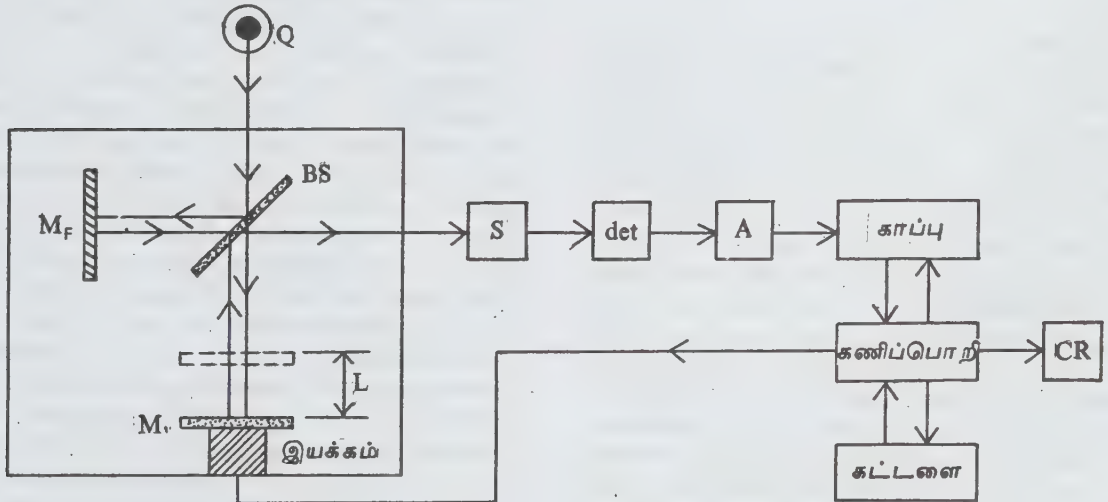 Q
BS
M_F
S
det
A
காப்பு
கணிப்பொறி
CR
L
M_v
இயக்கம்
கட்டளை